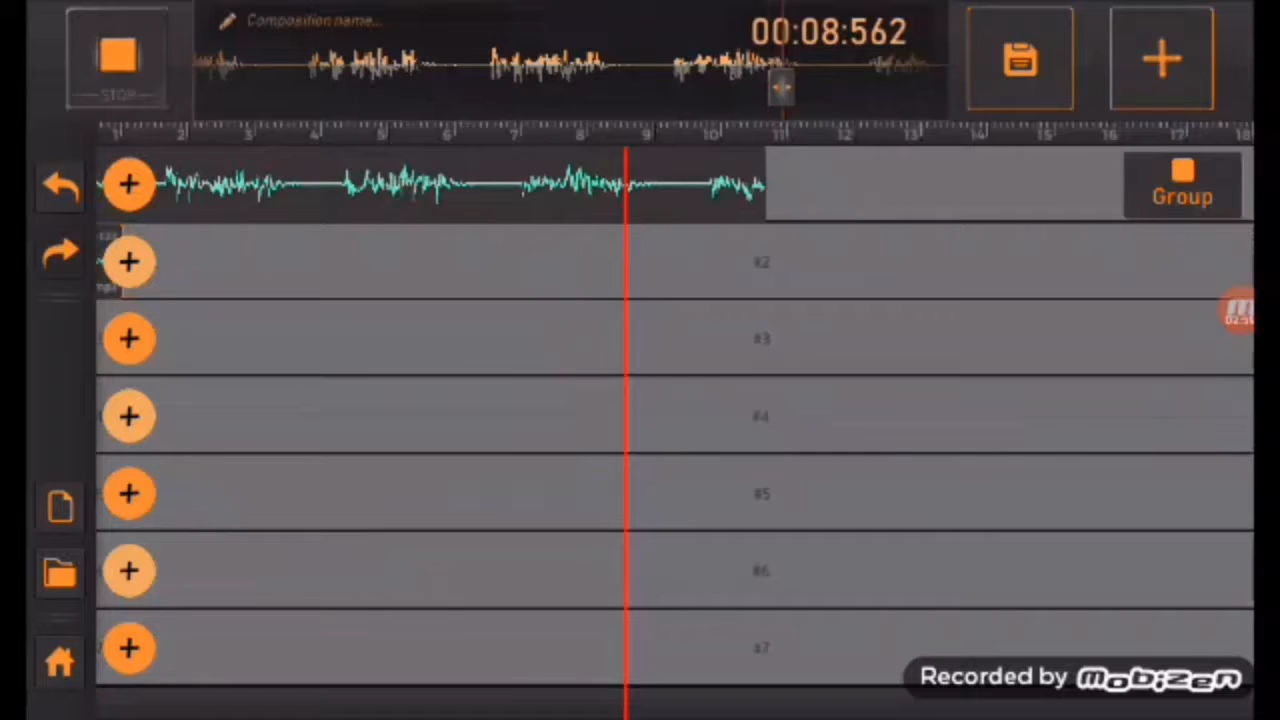 Composition name...
00:08:562
STOP
1 2 3 4 5 6 7 8 9 10 11 12 13 14 15 16 17 18
Group
#2
#3
#4
#5
#6
#7
Recorded by mobizen